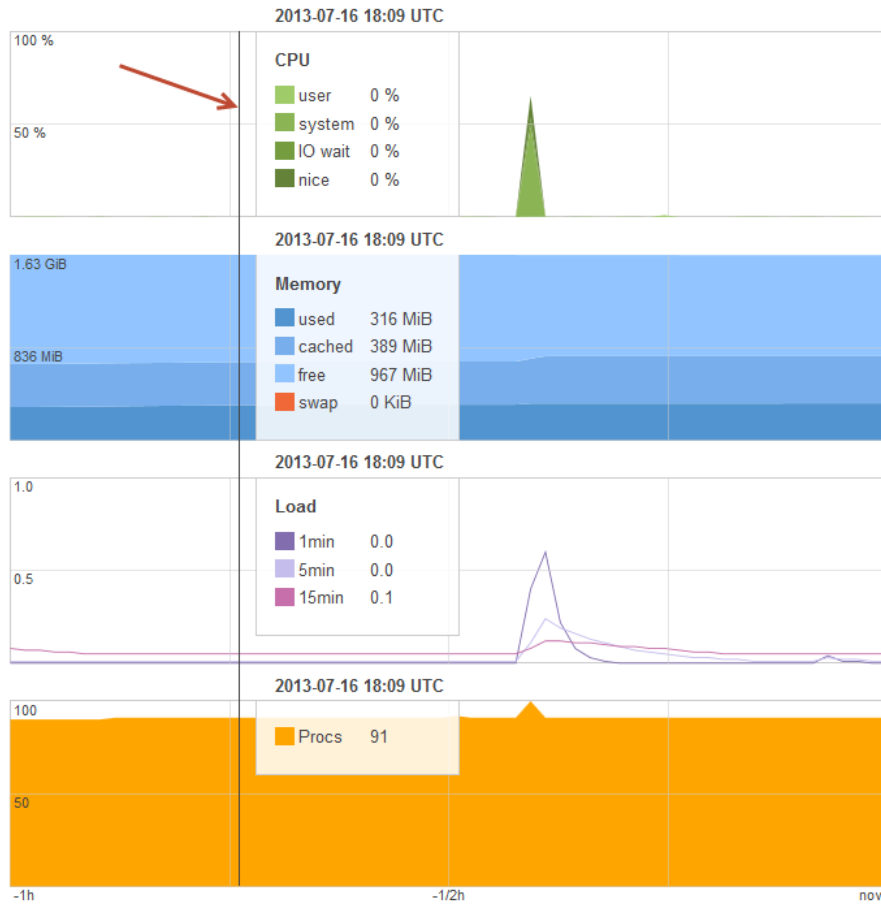 2013-07-16 18:09 UTC
100 %
CPU
user 0 %
system 0 %
50 %
IO wait 0 %
nice 0 %
2013-07-16 18:09 UTC
1.63 GiB
Memory
used 316 MiB
cached 389 MiB
836 MiB
free 967 MiB
swap 0 KiB
2013-07-16 18:09 UTC
1.0
Load
1min 0.0
5min 0.0
0.5
15min 0.1
2013-07-16 18:09 UTC
100
Procs 91
50
-1h -1/2h now